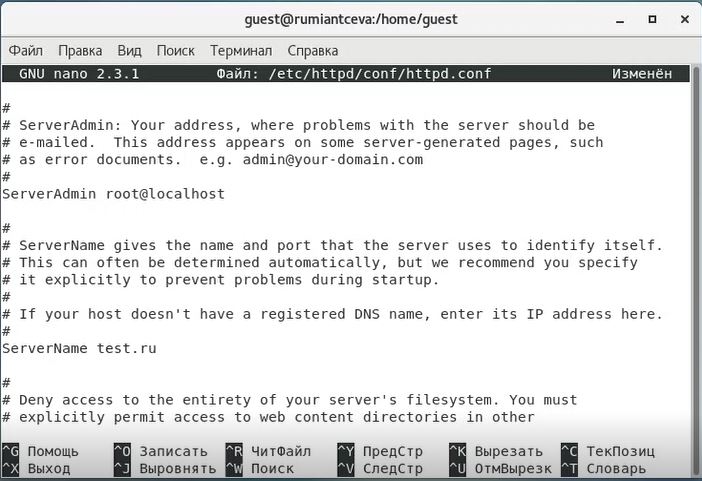 guest@rumiantceva:/home/guest
Файл Правка Вид Поиск Терминал Справка
GNU nano 2.3.1 Файл: /etc/httpd/conf/httpd.conf Изменён
#
# ServerAdmin: Your address, where problems with the server should be
# e-mailed.  This address appears on some server-generated pages, such
# as error documents.  e.g. admin@your-domain.com
#
ServerAdmin root@localhost
#
# ServerName gives the name and port that the server uses to identify itself.
# This can often be determined automatically, but we recommend you specify
# it explicitly to prevent problems during startup.
#
# If your host doesn't have a registered DNS name, enter its IP address here.
#
ServerName test.ru
#
# Deny access to the entirety of your server's filesystem. You must
# explicitly permit access to web content directories in other
^G Помощь ^O Записать ^R ЧитФайл ^Y ПредСтр ^K Вырезать ^C ТекПозиц
^X Выход ^J Выровнять ^W Поиск ^V СледСтр ^U ОтмВырезк ^T Словарь